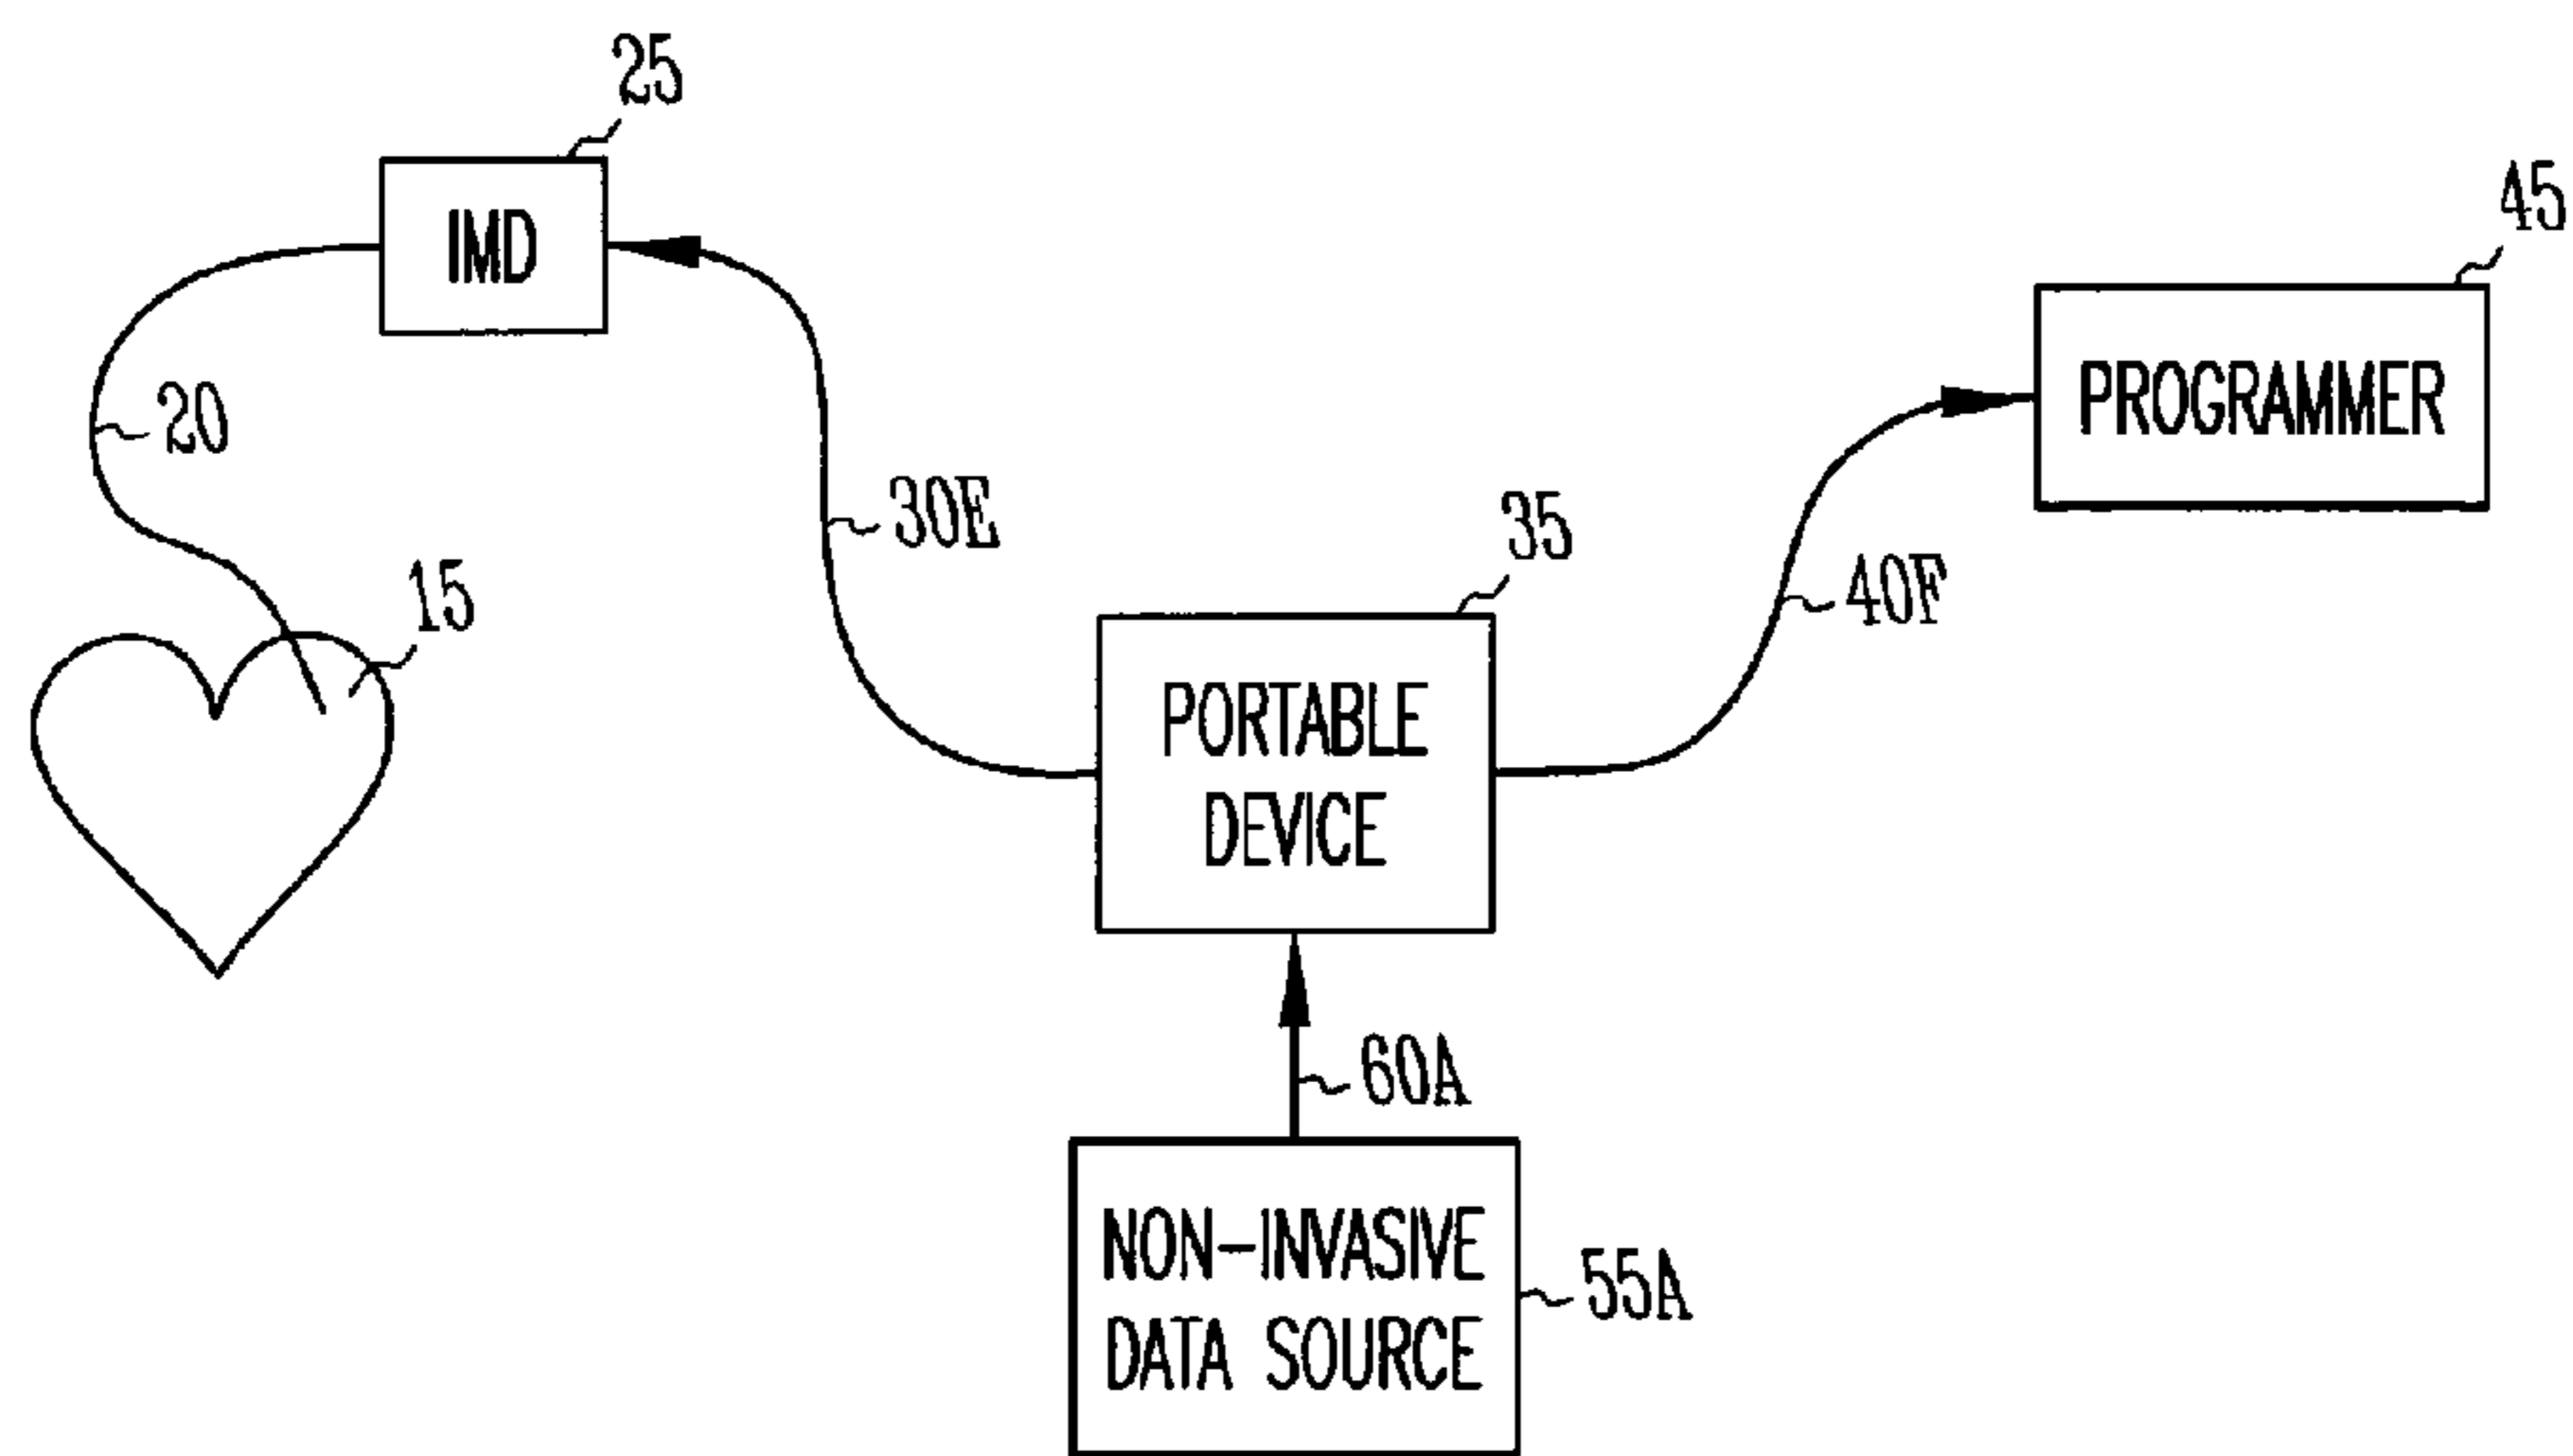 25
IMD
45
PROGRAMMER
20
30E
35
40F
15
PORTABLE
DEVICE
60A
NON-INVASIVE
DATA SOURCE
55A